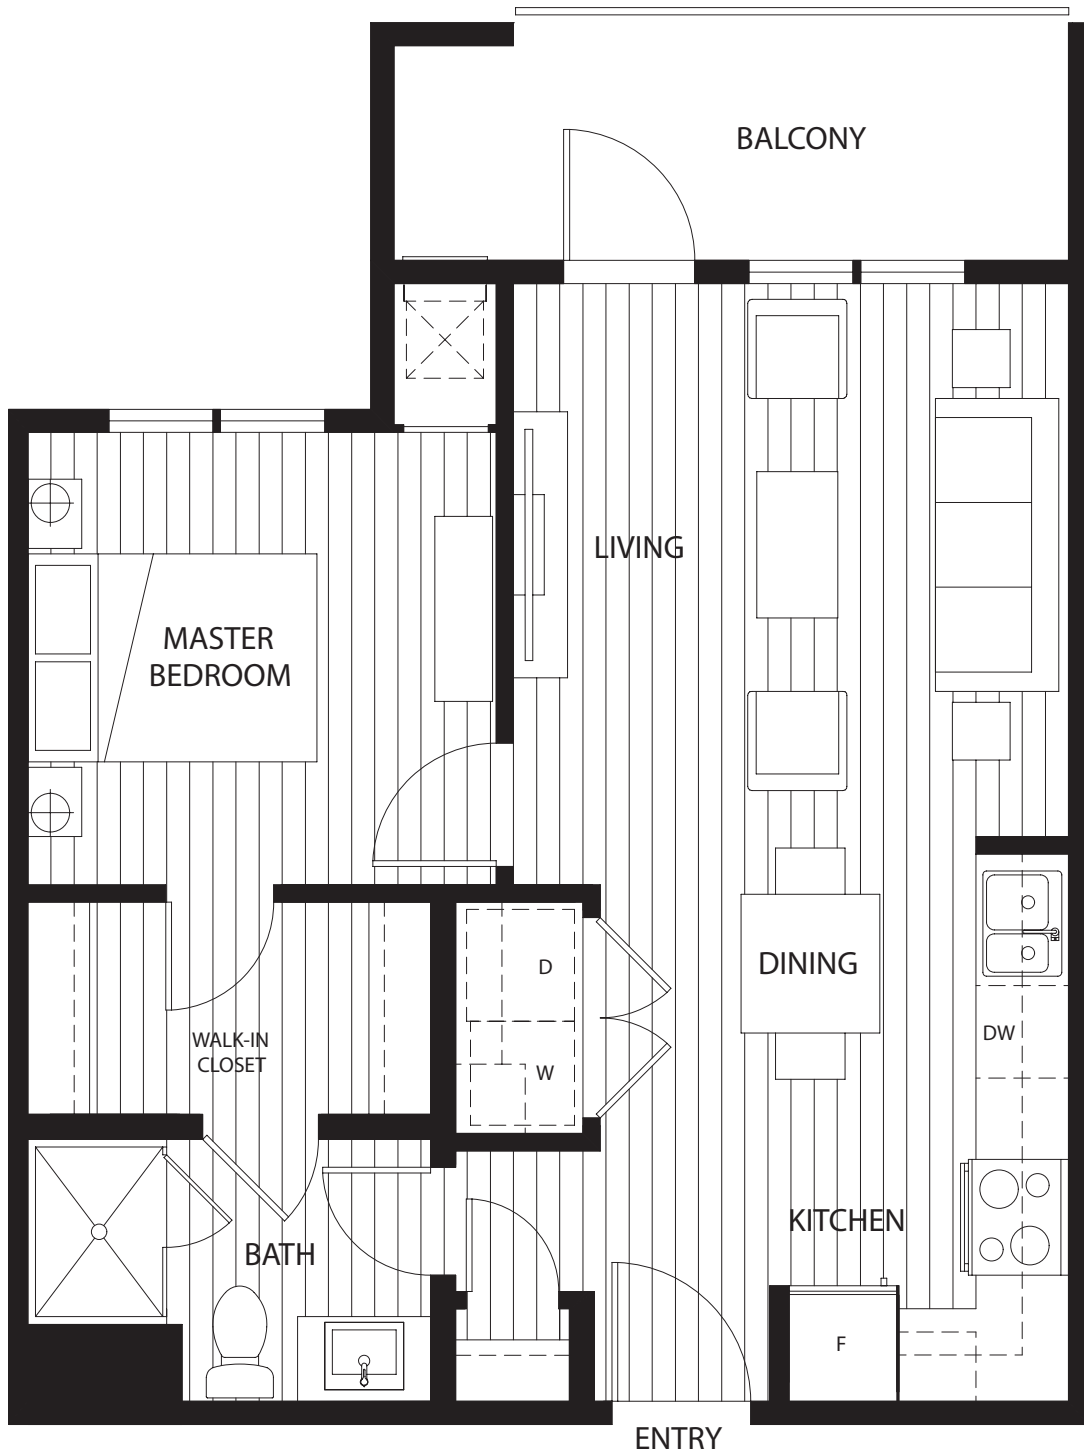 BALCONY
LIVING
MASTER
BEDROOM
DINING
D
WALK-IN
CLOSET
DW
W
KITCHEN
BATH
F
ENTRY